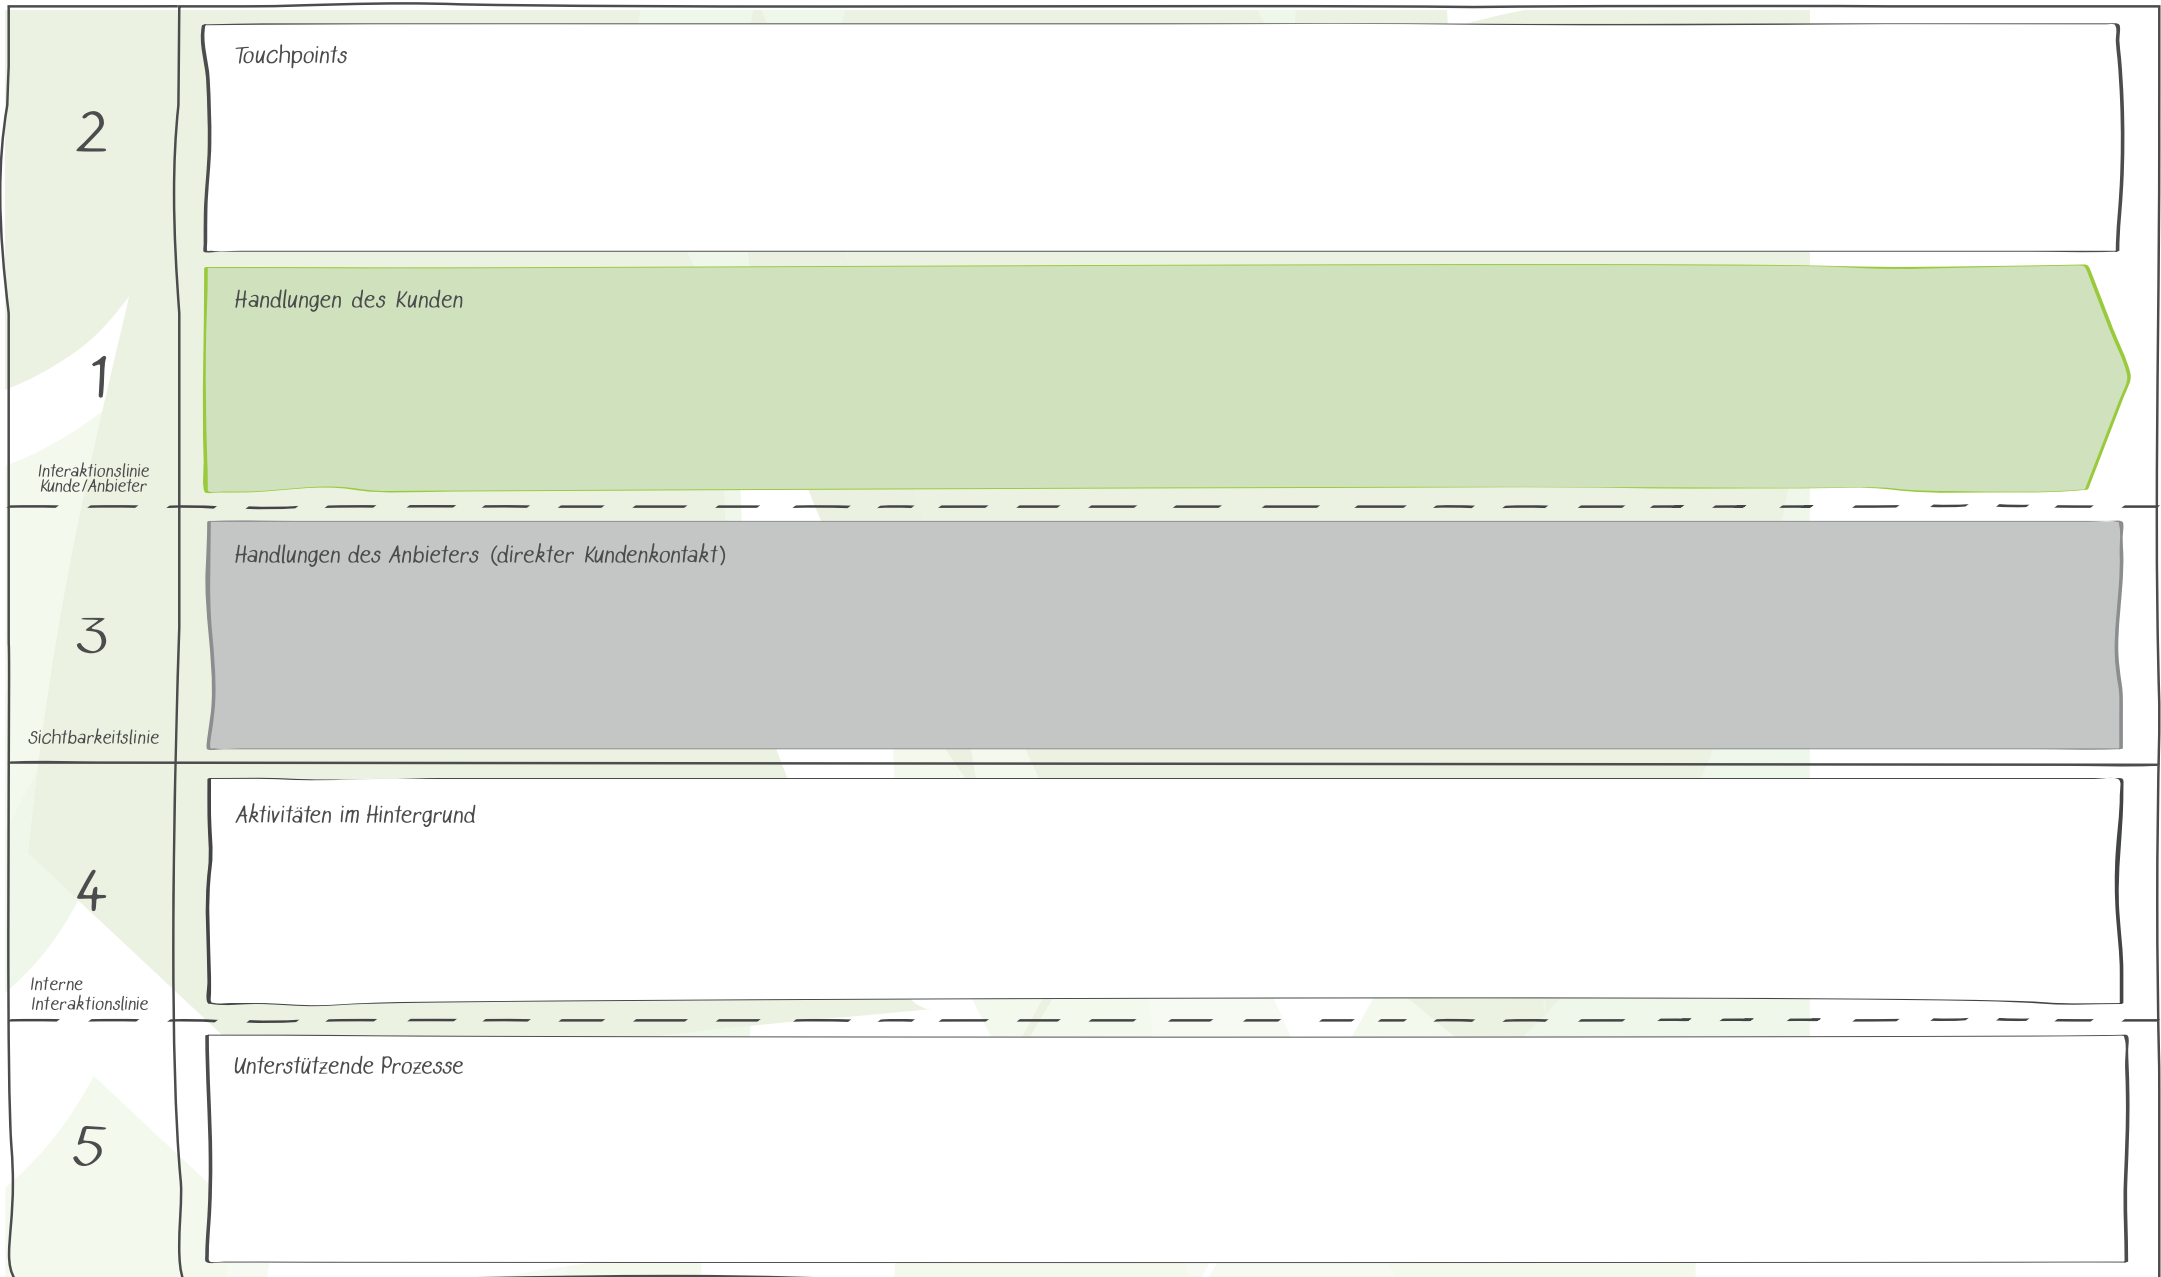 2
Touchpoints
1
Handlungen des Kunden
Interaktionslinie
Kunde/Anbieter
3
Handlungen des Anbieters (direkter Kundenkontakt)
Sichtbarkeitslinie
4
Aktivitäten im Hintergrund
Interne
Interaktionslinie
5
Unterstützende Prozesse